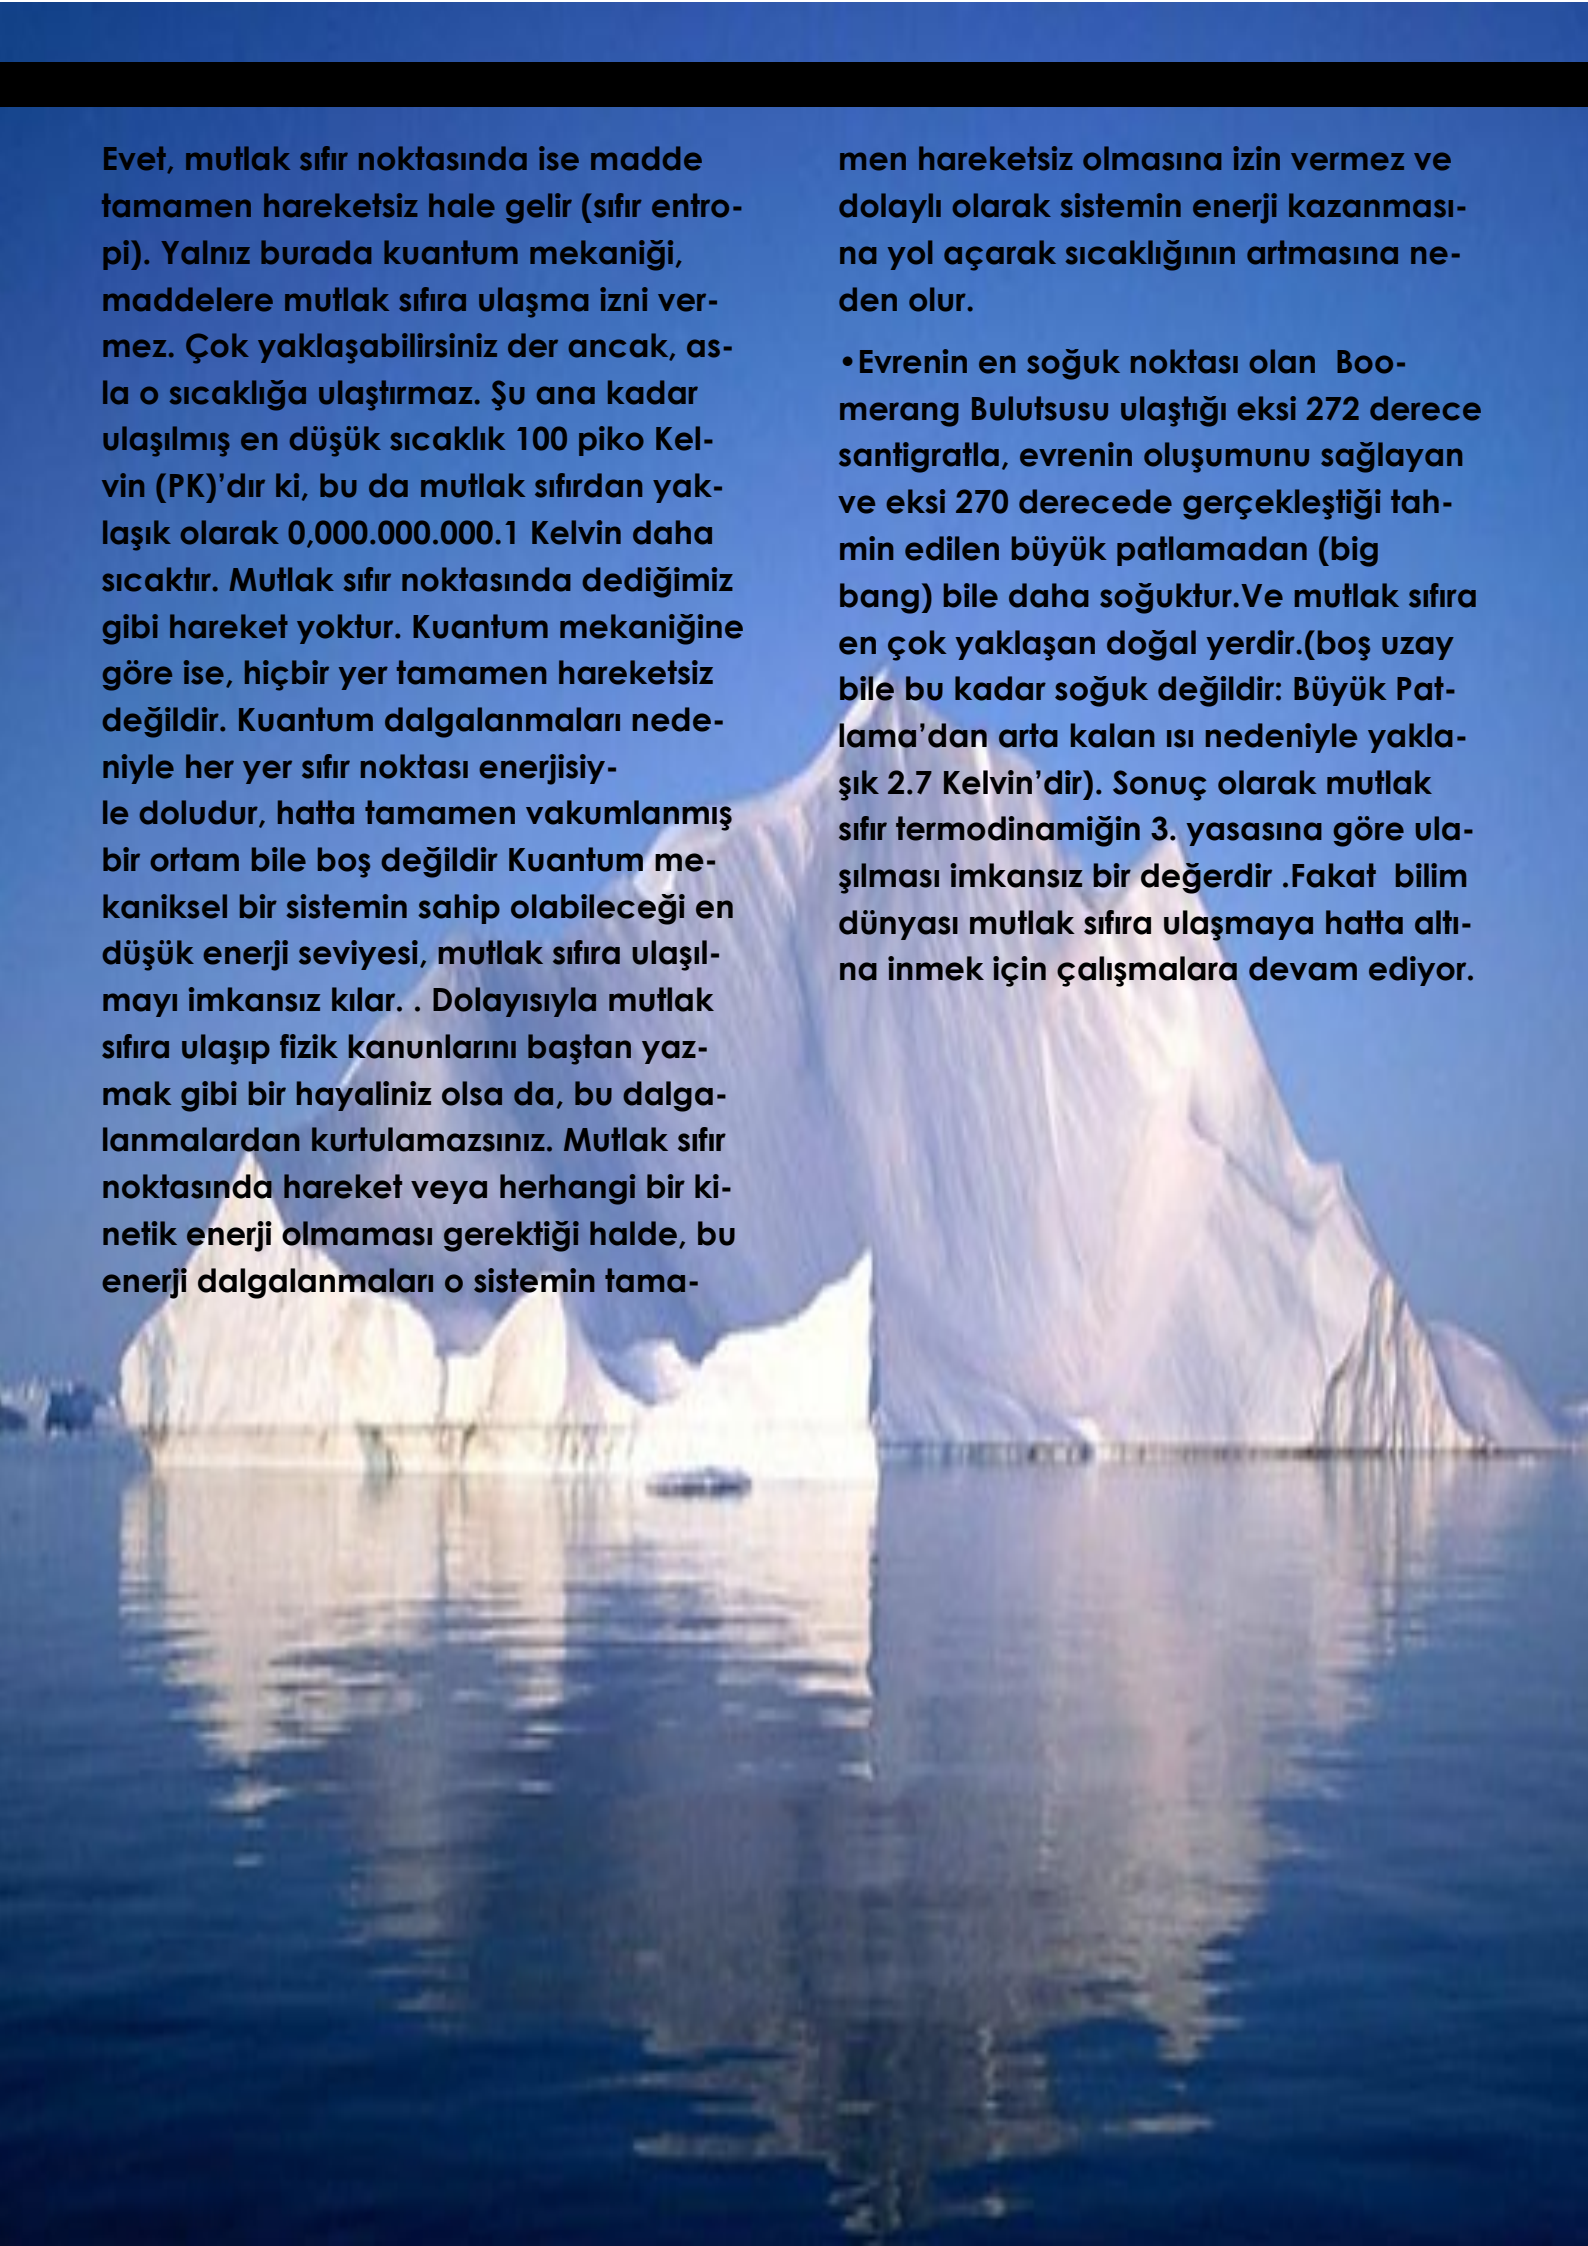 Evet, mutlak sıfır noktasında ise madde
tamamen hareketsiz hale gelir (sıfır entro-
pi). Yalnız burada kuantum mekaniği,
maddelere mutlak sıfıra ulaşma izni ver-
mez. Çok yaklaşabilirsiniz der ancak, as-
la o sıcaklığa ulaştırmaz. Şu ana kadar
ulaşılmış en düşük sıcaklık 100 piko Kel-
vin (PK)’dır ki, bu da mutlak sıfırdan yak-
laşık olarak 0,000.000.000.1 Kelvin daha
sıcaktır. Mutlak sıfır noktasında dediğimiz
gibi hareket yoktur. Kuantum mekaniğine
göre ise, hiçbir yer tamamen hareketsiz
değildir. Kuantum dalgalanmaları nede-
niyle her yer sıfır noktası enerjisiy-
le doludur, hatta tamamen vakumlanmış
bir ortam bile boş değildir Kuantum me-
kaniksel bir sistemin sahip olabileceği en
düşük enerji seviyesi, mutlak sıfıra ulaşıl-
mayı imkansız kılar. . Dolayısıyla mutlak
sıfıra ulaşıp fizik kanunlarını baştan yaz-
mak gibi bir hayaliniz olsa da, bu dalga-
lanmalardan kurtulamazsınız. Mutlak sıfır
noktasında hareket veya herhangi bir ki-
netik enerji olmaması gerektiği halde, bu
enerji dalgalanmaları o sistemin tama-
men hareketsiz olmasına izin vermez ve
dolaylı olarak sistemin enerji kazanması-
na yol açarak sıcaklığının artmasına ne-
den olur.
•Evrenin en soğuk noktası olan  Boo-
merang Bulutsusu ulaştığı eksi 272 derece
santigratla, evrenin oluşumunu sağlayan
ve eksi 270 derecede gerçekleştiği tah-
min edilen büyük patlamadan (big
bang) bile daha soğuktur.Ve mutlak sıfıra
en çok yaklaşan doğal yerdir.(boş uzay
bile bu kadar soğuk değildir: Büyük Pat-
lama’dan arta kalan ısı nedeniyle yakla-
şık 2.7 Kelvin’dir). Sonuç olarak mutlak
sıfır termodinamiğin 3. yasasına göre ula-
şılması imkansız bir değerdir .Fakat  bilim
dünyası mutlak sıfıra ulaşmaya hatta altı-
na inmek için çalışmalara devam ediyor.